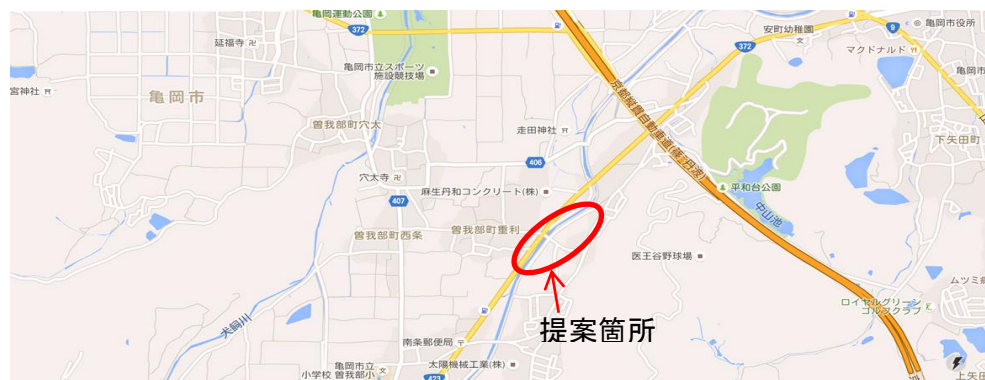 亀岡運動公園
372
延福寺
亀岡市立スポーツ
施設競技場
宮神社
亀岡市
曽我部町穴太
走田神社
406
穴太寺
407
麻生丹和コンクリート(株)
曽我部町西条
曽我部町重利
犬飼川
南条郵便局
亀岡市立
小学校 曽我部小
太陽機械工業(株)
423
提案箇所
医王谷野球場
京都縦貫自動車道(篠-丹波)
372
安町幼稚園
9
亀岡市役所
マクドナルド
亀岡市
下矢田町
平和台公園
中山池
ムツミ病
ロイヤルグリーン
ゴルフクラブ
上矢田